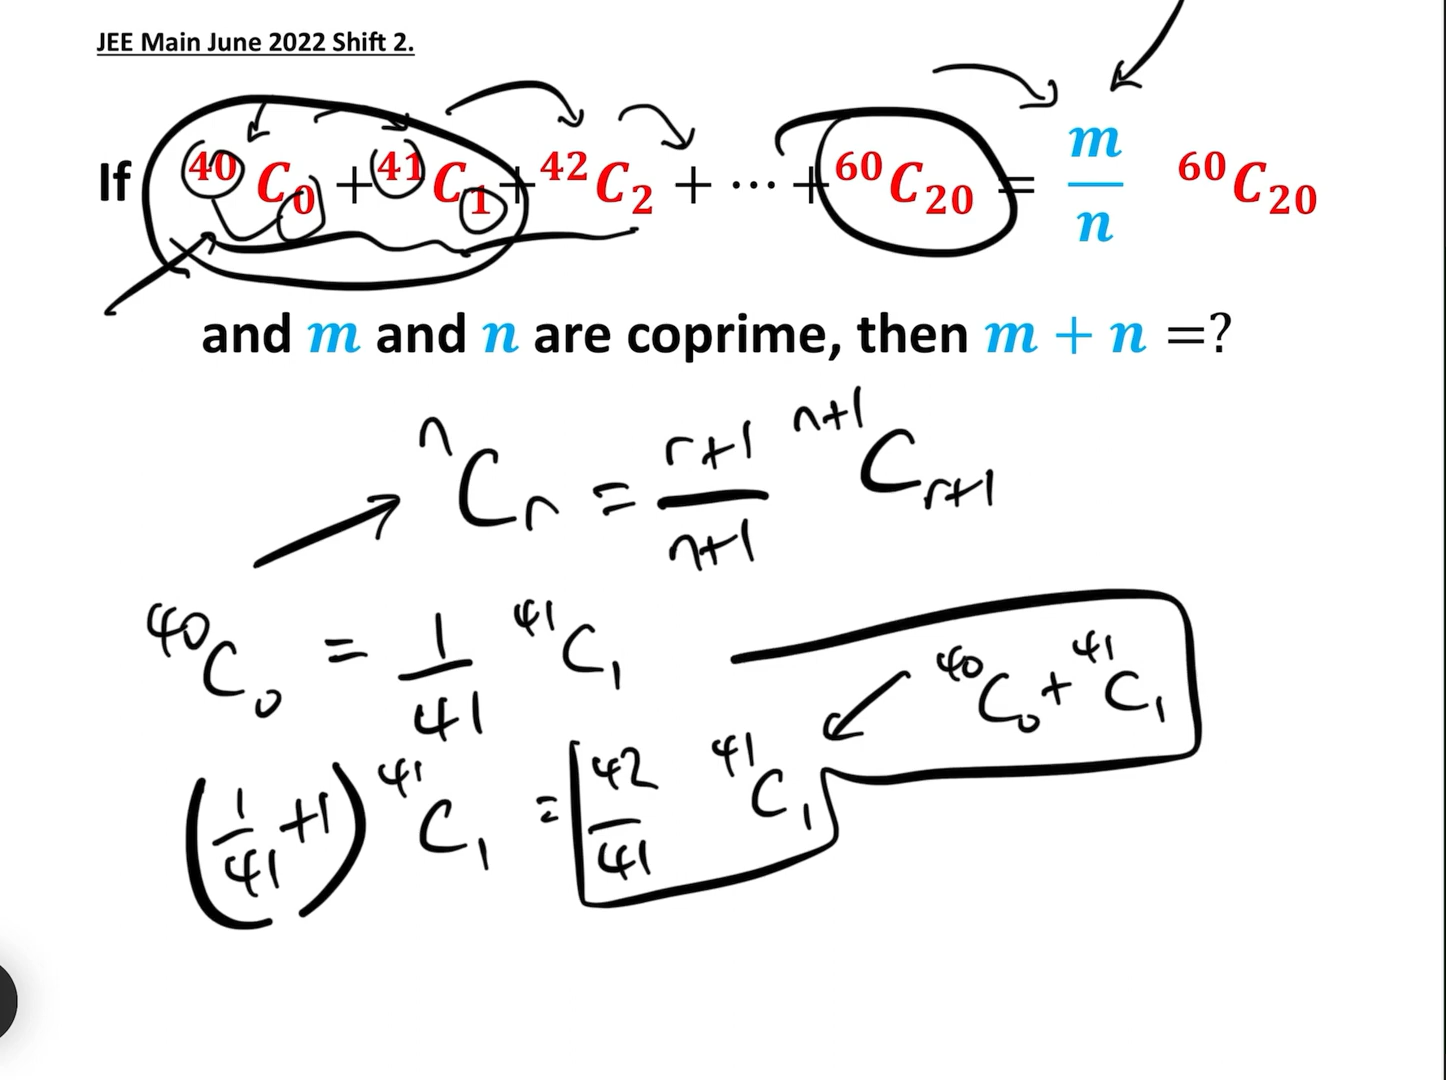 JEE Main June 2022 Shift 2.
If ⁴⁰C₀ + ⁴¹C₁ + ⁴²C₂ + ⋯ + ⁶⁰C₂₀ = m/n ⁶⁰C₂₀
and m and n are coprime, then m + n =?
ⁿCᵣ = (r+1)/(n+1) ⁿ⁺¹Cᵣ₊₁
⁴⁰C₀ = 1/41 ⁴¹C₁
⁴⁰C₀ + ⁴¹C₁
(1/41 + 1) ⁴¹C₁ = 42/41 ⁴¹C₁